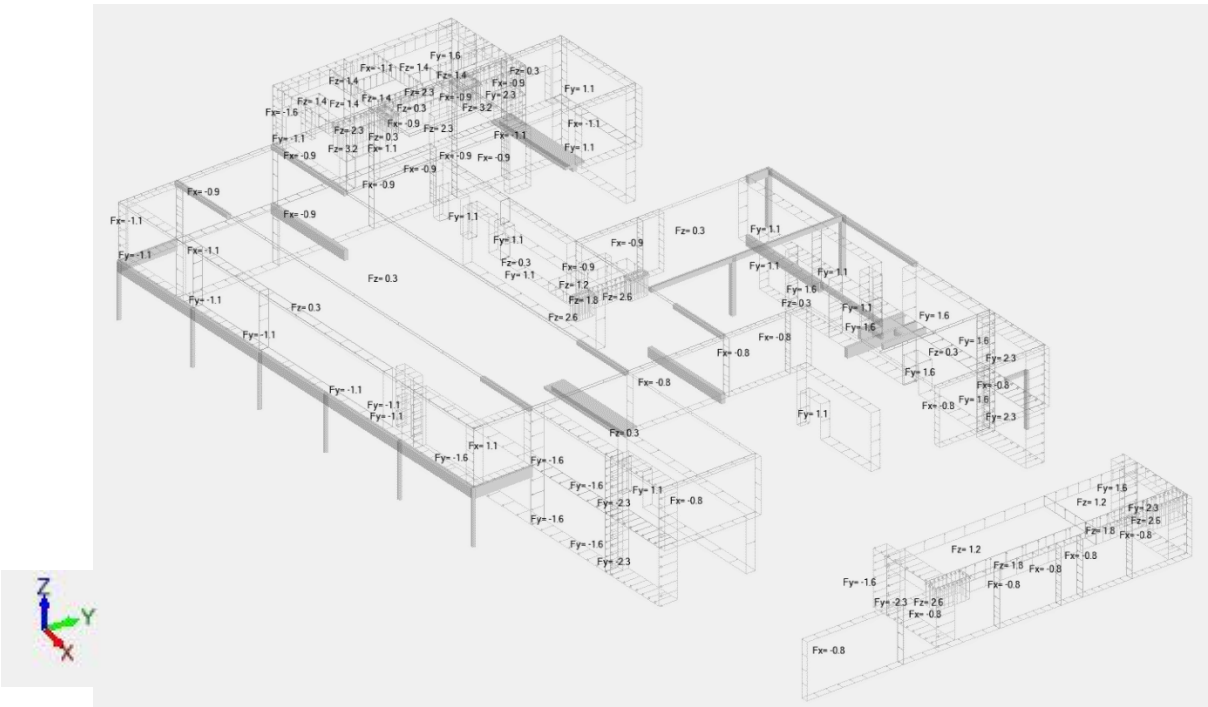 Fy= 1.6
Fx= -1.1
Fz= 1.4
Fz= 1.4
Fz= 0.3
Fz= 1.4
Fx= -0.9
Fy= 1.1
Fz= 2.3
Fx= -0.9
Fy= 2.3
Fz= 1.4
Fz= 1.4
Fz= 1.4
Fz= 0.3
Fz= 3.2
Fx= -1.6
Fx= -0.9
Fz= 2.3
Fx= -1.1
Fz= 2.3
Fz= 0.3
Fx= -1.1
Fy= -1.1
Fz= 3.2
Fx= 1.1
Fy= 1.1
Fx= -0.9
Fx= -0.9
Fx= -0.9
Fx= -0.9
Fx= -0.9
Fx= -0.9
Fx= -1.1
Fx= -0.9
Fy= 1.1
Fz= 0.3
Fy= 1.1
Fy= 1.1
Fx= -0.9
Fx= -1.1
Fy= -1.1
Fz= 0.3
Fx= -0.9
Fy= 1.1
Fy= 1.1
Fy= 1.1
Fz= 0.3
Fz= 1.2
Fy= 1.6
Fy= -1.1
Fz= 0.3
Fz= 1.8
Fz= 2.6
Fz= 0.3
Fy= 1.1
Fz= 2.6
Fy= 1.6
Fy= 1.6
Fy= -1.1
Fx= -0.8
Fx= -0.8
Fy= 1.6
Fz= 0.3
Fy= 2.3
Fy= 1.6
Fy= -1.1
Fx= -0.8
Fx= -0.8
Fy= -1.1
Fy= -1.1
Fx= -0.8
Fy= 1.6
Fy= 1.1
Fy= 2.3
Fz= 0.3
Fx= 1.1
Fy= -1.6
Fy= -1.6
Fy= -1.6
Fy= 1.1
Fx= -0.8
Fy= 1.6
Fy= -2.3
Fz= 1.2
Fy= 2.3
Fy= -1.6
Fz= 2.6
Fz= 1.8
Fx= -0.8
Fy= -1.6
Fz= 1.2
Fx= -0.8
Fy= -2.3
Fz= 1.8
Fx= -0.8
Fy= -1.6
Fx= -0.8
Fy= -2.3
Fz= 2.6
Fx= -0.8
Fx= -0.8
Z
Y
X